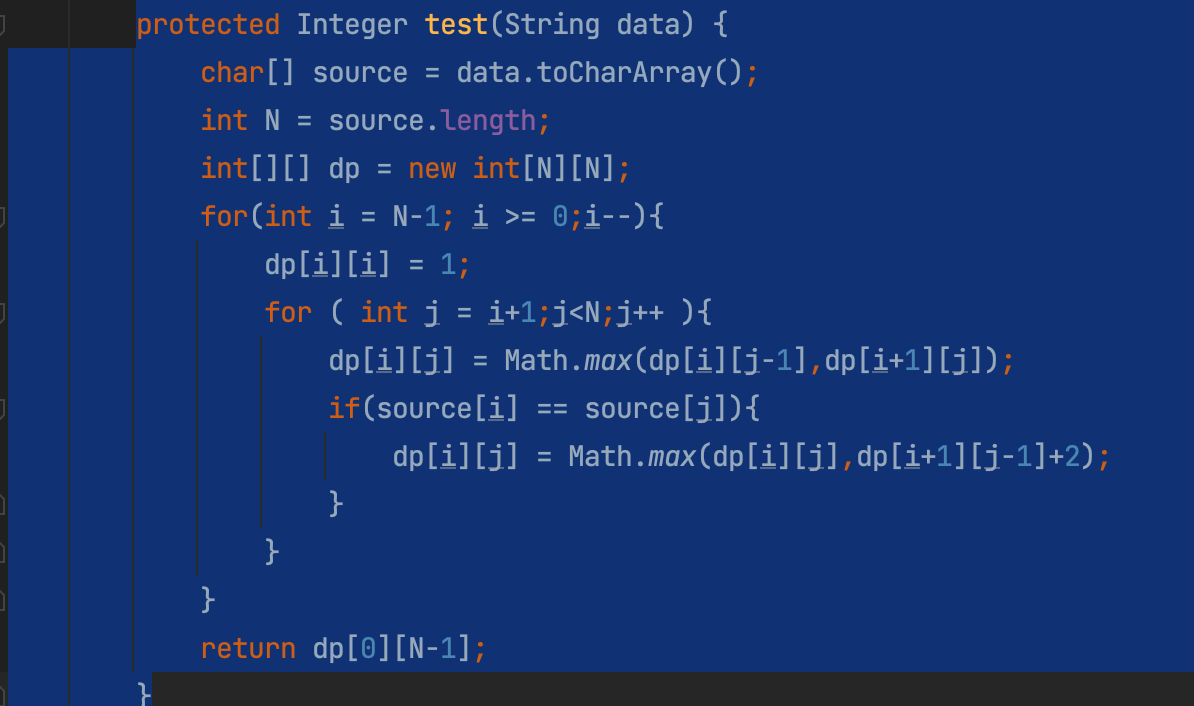 protected Integer test(String data) {
    char[] source = data.toCharArray();
    int N = source.length;
    int[][] dp = new int[N][N];
    for(int i = N-1; i >= 0;i--){
        dp[i][i] = 1;
        for ( int j = i+1;j<N;j++ ){
            dp[i][j] = Math.max(dp[i][j-1],dp[i+1][j]);
            if(source[i] == source[j]){
                dp[i][j] = Math.max(dp[i][j],dp[i+1][j-1]+2);
            }
        }
    }
    return dp[0][N-1];
}